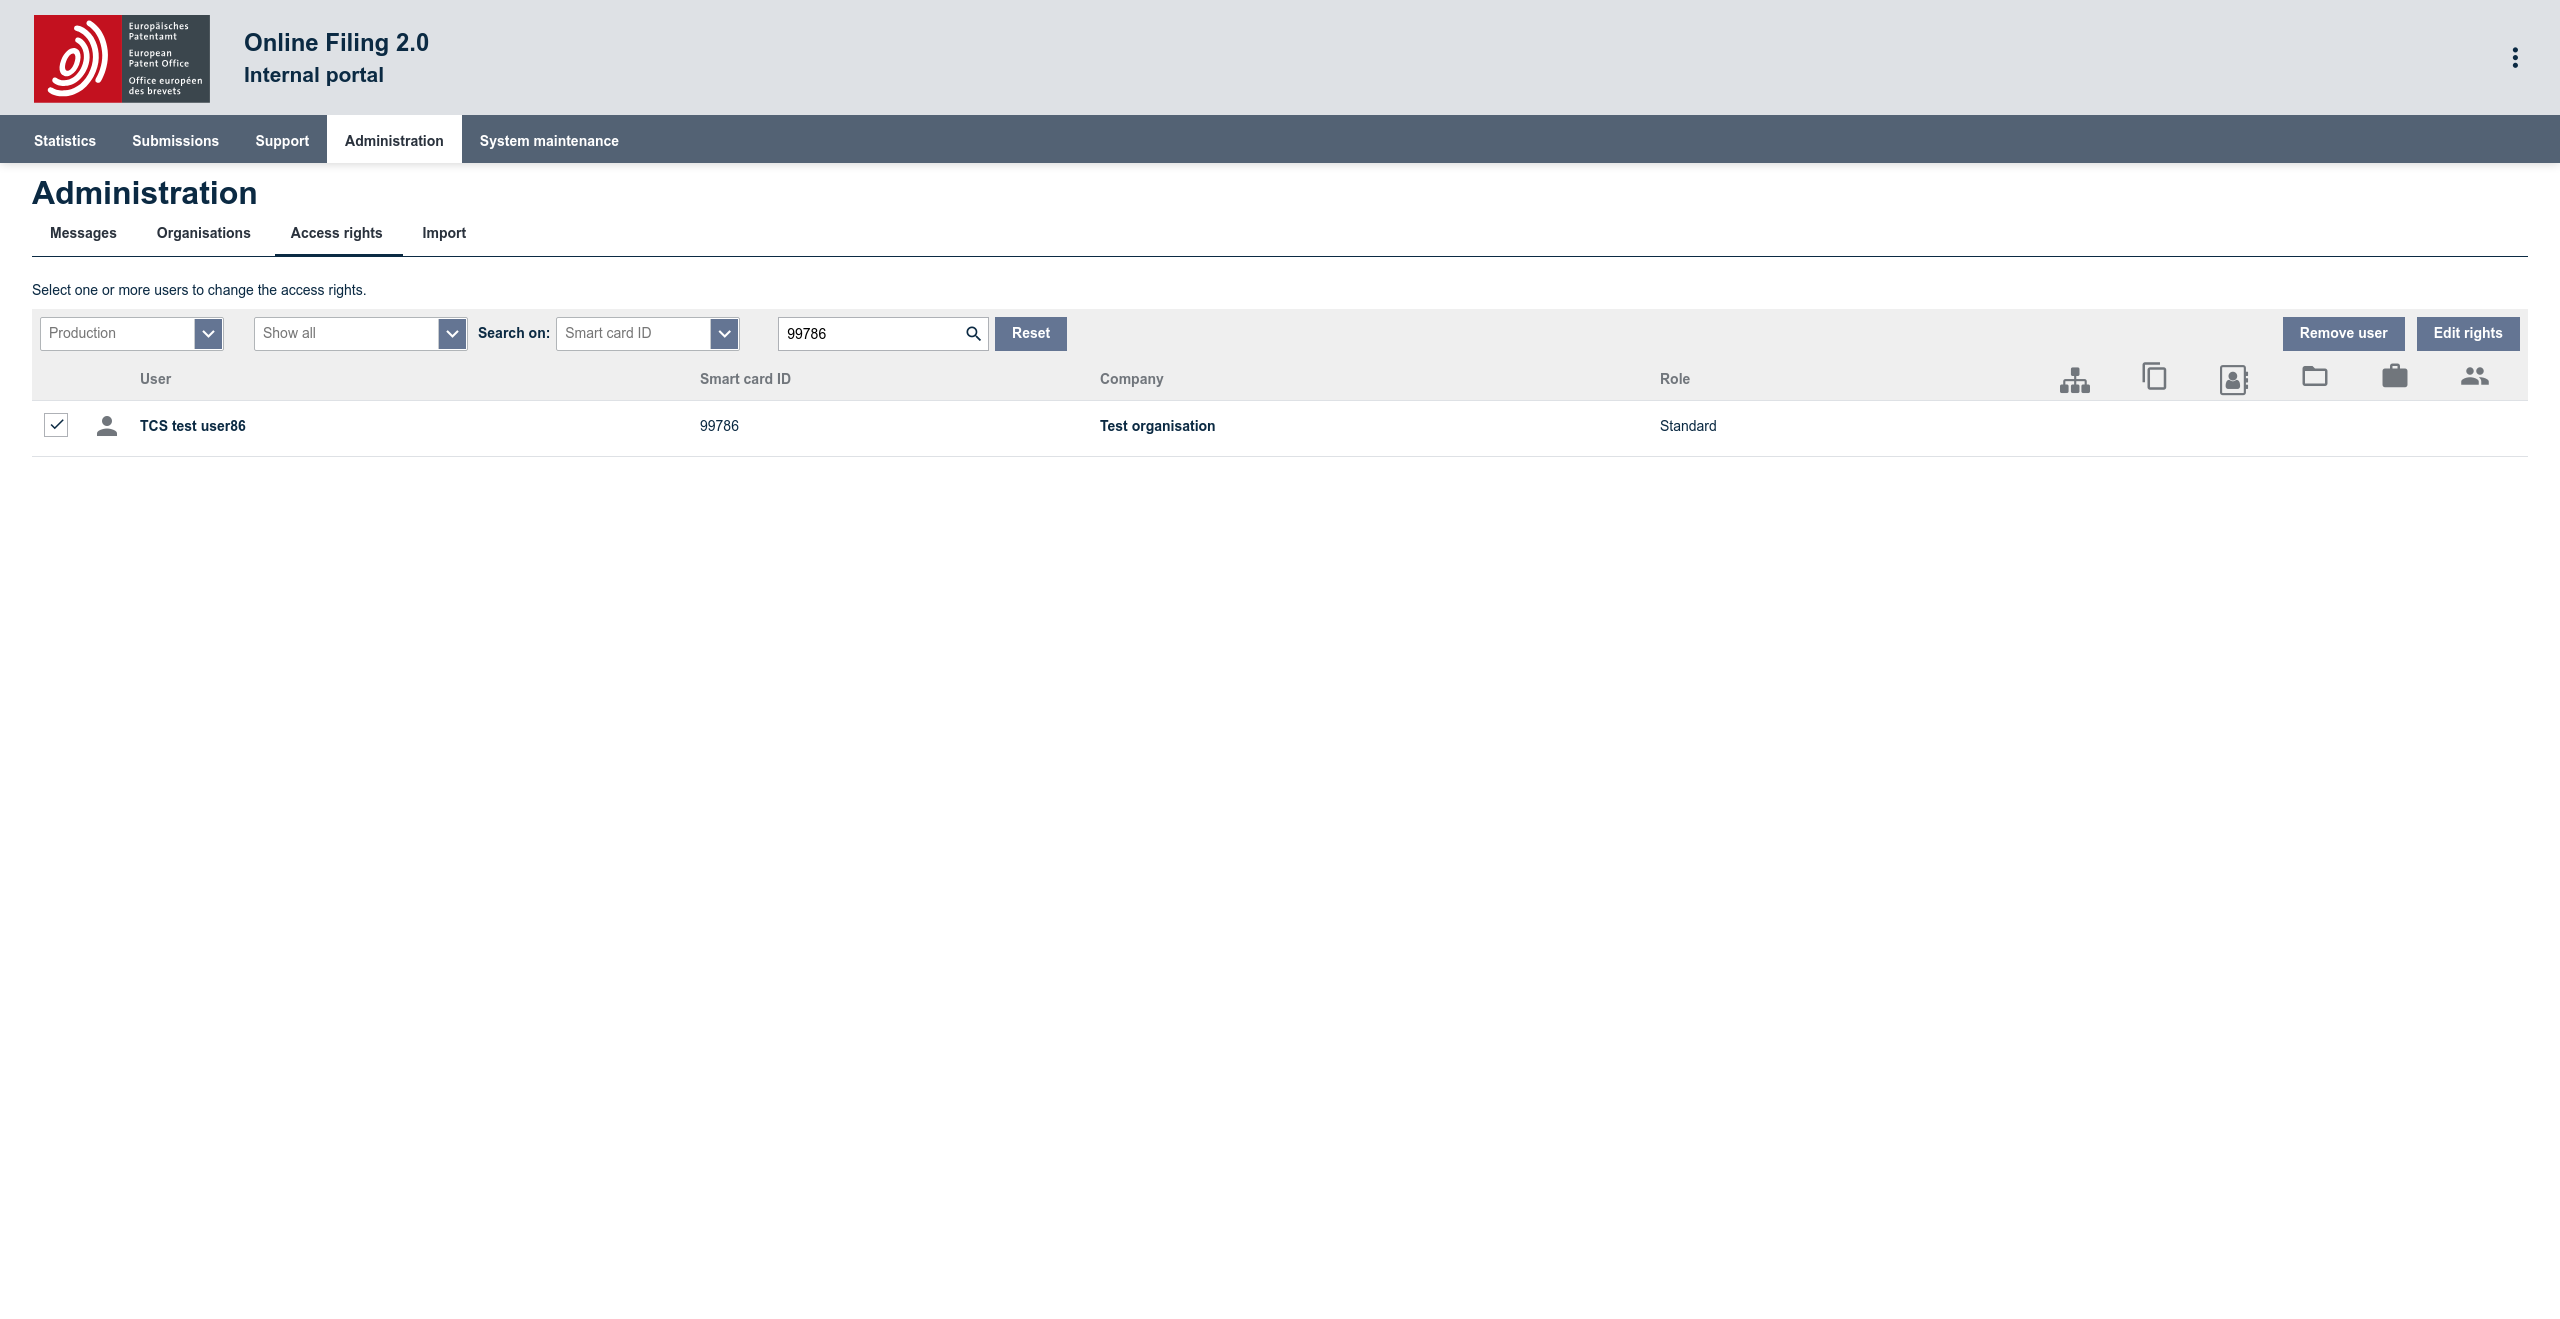 Europäisches
Patentamt
European
Patent Office
Office européen
des brevets
Online Filing 2.0
Internal portal
Statistics Submissions Support Administration System maintenance
Administration
Messages Organisations Access rights Import
Select one or more users to change the access rights.
Production Show all Search on: Smart card ID 99786 Reset Remove user Edit rights
User Smart card ID Company Role
TCS test user86 99786 Test organisation Standard